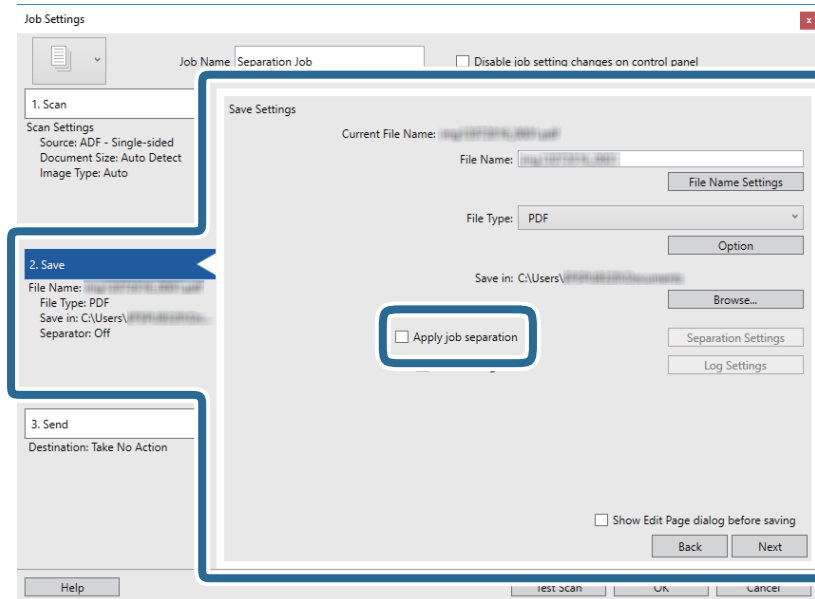 Job Settings
x
Job Name Separation Job
Disable job setting changes on control panel
1. Scan
Scan Settings
Source: ADF - Single-sided
Document Size: Auto Detect
Image Type: Auto
2. Save
File Name:
File Type: PDF
Save in: C:\Users\
Separator: Off
3. Send
Destination: Take No Action
Save Settings
Current File Name:
File Name:
File Name Settings
File Type: PDF
Option
Save in: C:\Users\
Browse...
Apply job separation
Separation Settings
Log Settings
Show Edit Page dialog before saving
Back
Next
Help
Test Scan
OK
Cancel